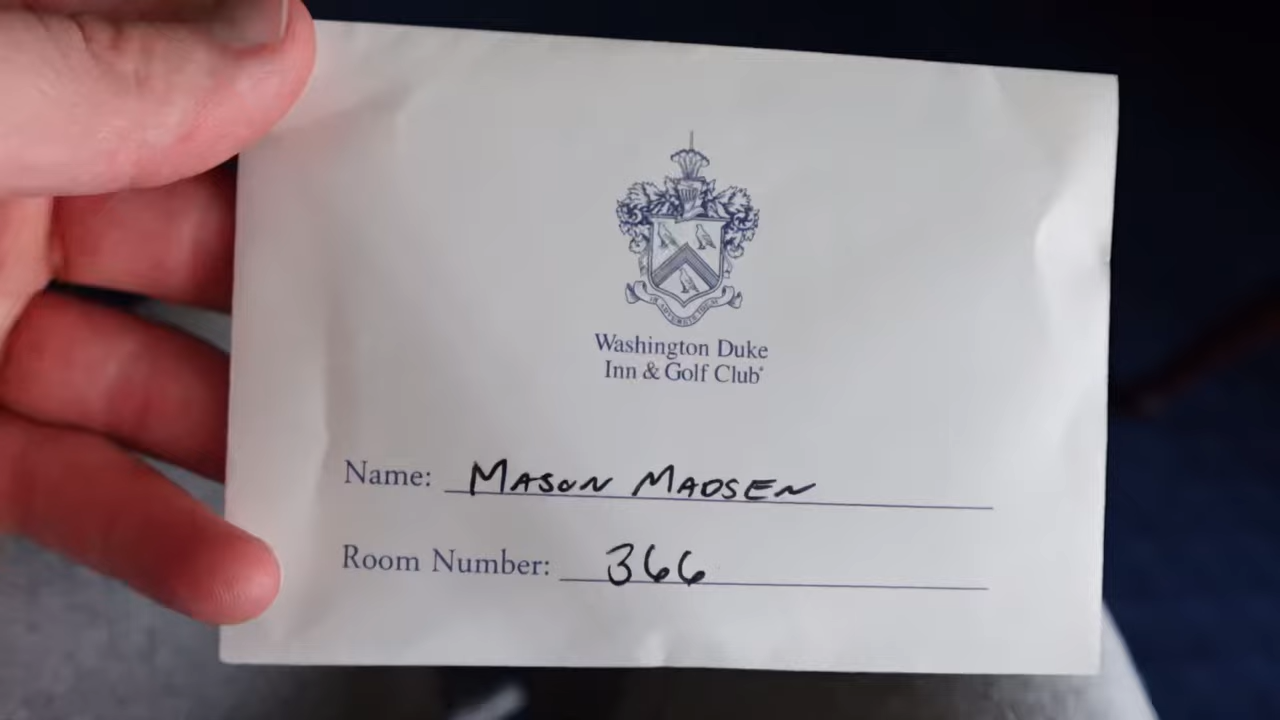 Washington Duke
Inn & Golf Club®
Name: MASON MADSEN
Room Number: 366